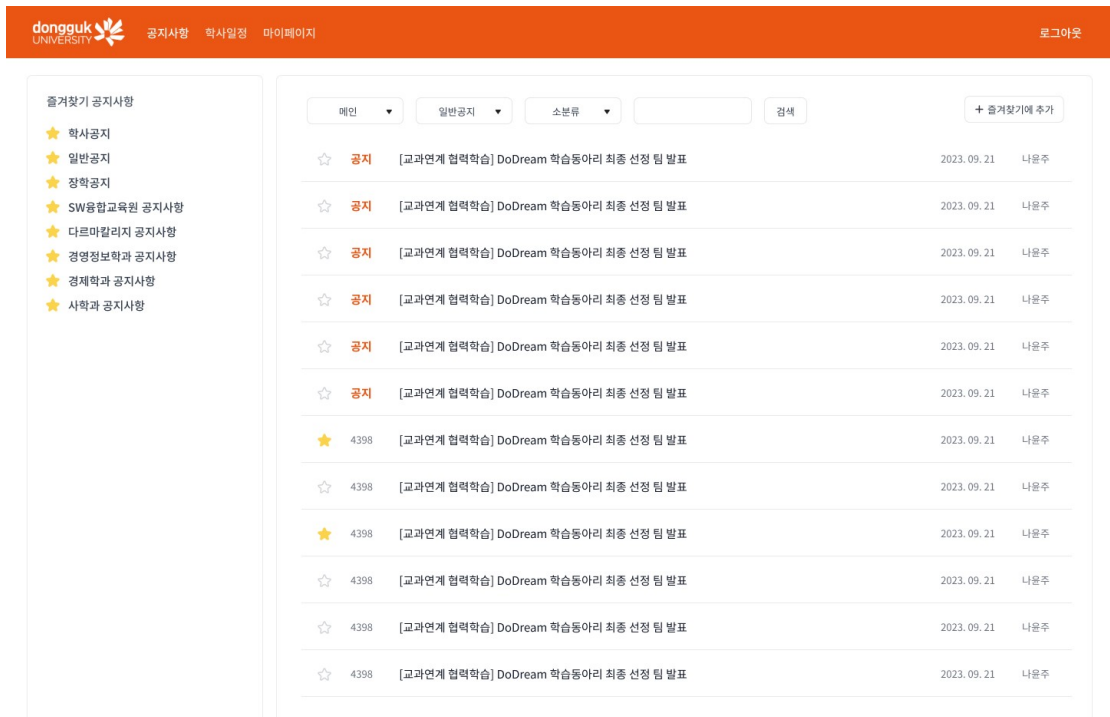 dongguk
UNIVERSITY
공지사항 학사일정 마이페이지
로그아웃
즐겨찾기 공지사항
학사공지
일반공지
장학공지
SW융합교육원 공지사항
다르마칼리지 공지사항
경영정보학과 공지사항
경제학과 공지사항
사학과 공지사항
메인 일반공지 소분류 검색 + 즐겨찾기에 추가
공지 [교과연계 협력학습] DoDream 학습동아리 최종 선정 팀 발표 2023. 09. 21 나윤주
공지 [교과연계 협력학습] DoDream 학습동아리 최종 선정 팀 발표 2023. 09. 21 나윤주
공지 [교과연계 협력학습] DoDream 학습동아리 최종 선정 팀 발표 2023. 09. 21 나윤주
공지 [교과연계 협력학습] DoDream 학습동아리 최종 선정 팀 발표 2023. 09. 21 나윤주
공지 [교과연계 협력학습] DoDream 학습동아리 최종 선정 팀 발표 2023. 09. 21 나윤주
공지 [교과연계 협력학습] DoDream 학습동아리 최종 선정 팀 발표 2023. 09. 21 나윤주
4398 [교과연계 협력학습] DoDream 학습동아리 최종 선정 팀 발표 2023. 09. 21 나윤주
4398 [교과연계 협력학습] DoDream 학습동아리 최종 선정 팀 발표 2023. 09. 21 나윤주
4398 [교과연계 협력학습] DoDream 학습동아리 최종 선정 팀 발표 2023. 09. 21 나윤주
4398 [교과연계 협력학습] DoDream 학습동아리 최종 선정 팀 발표 2023. 09. 21 나윤주
4398 [교과연계 협력학습] DoDream 학습동아리 최종 선정 팀 발표 2023. 09. 21 나윤주
4398 [교과연계 협력학습] DoDream 학습동아리 최종 선정 팀 발표 2023. 09. 21 나윤주